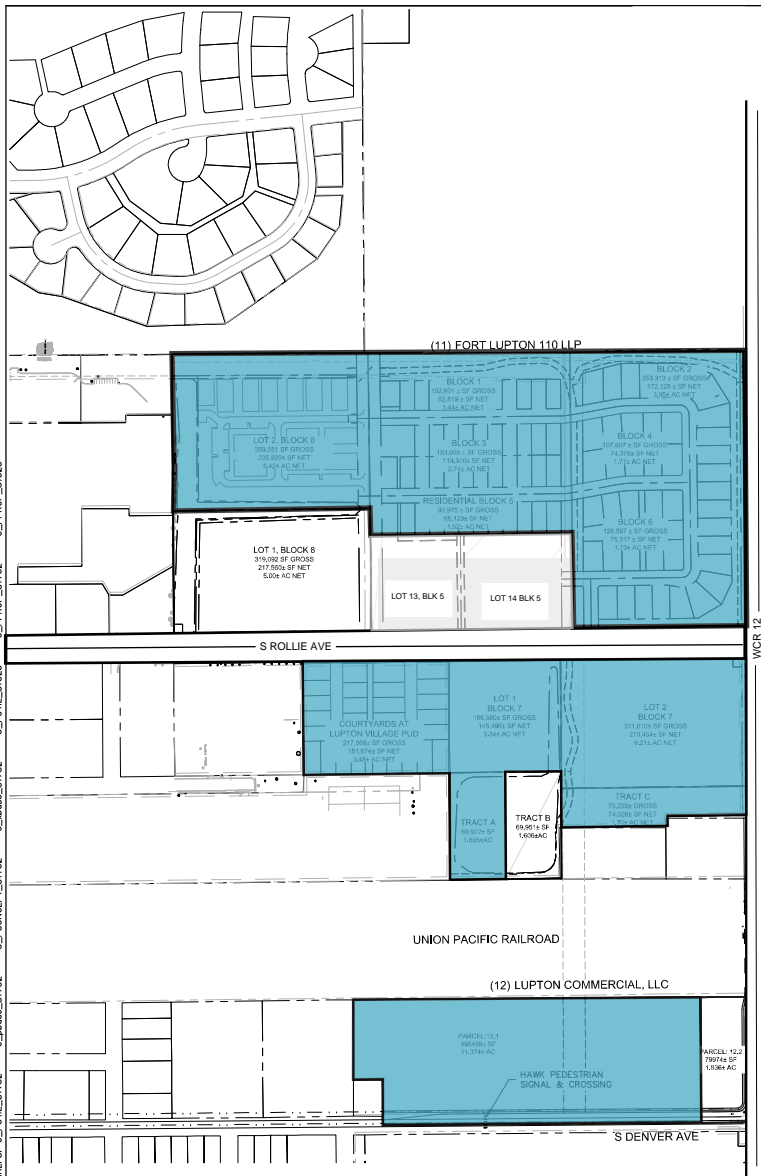 (11) FORT LUPTON 110 LLP
BLOCK 1
152,601 ± SF GROSS
62,819 ± SF NET
1.44± AC NET
BLOCK 2
353,313 ± SF GROSS
172,128 ± SF NET
3.95± AC NET
LOT 2, BLOCK 8
356,551 SF GROSS
235,889± SF NET
5.42± AC NET
BLOCK 3
163,608 ± SF GROSS
119,370± SF NET
2.74± AC NET
BLOCK 4
107,607 ± SF GROSS
74,375± SF NET
1.71± AC NET
RESIDENTIAL BLOCK 5
92,975 ± SF GROSS
66,129± SF NET
1.52± AC NET
BLOCK 6
128,597 ± SF GROSS
75,317 ± SF NET
1.73± AC NET
LOT 1, BLOCK 8
319,092 SF GROSS
217,560± SF NET
5.00± AC NET
LOT 13, BLK 5
LOT 14 BLK 5
S ROLLIE AVE
WCR 12
COURTYARDS AT
LUPTON VILLAGE PUD
217,069± SF GROSS
151,674± SF NET
3.48± AC NET
LOT 1
BLOCK 7
186,560± SF GROSS
145,496± SF NET
3.34± AC NET
LOT 2
BLOCK 7
311,610± SF GROSS
270,464± SF NET
6.21± AC NET
TRACT C
75,258± GROSS
74,028± SF NET
1.70± AC NET
TRACT A
69,922± SF
1.605±AC
TRACT B
69,951± SF
1.606±AC
UNION PACIFIC RAILROAD
(12) LUPTON COMMERCIAL, LLC
PARCEL: 12.1
495459± SF
11.374± AC
PARCEL: 12.2
79974± SF
1.836± AC
HAWK PEDESTRIAN
SIGNAL & CROSSING
S DENVER AVE